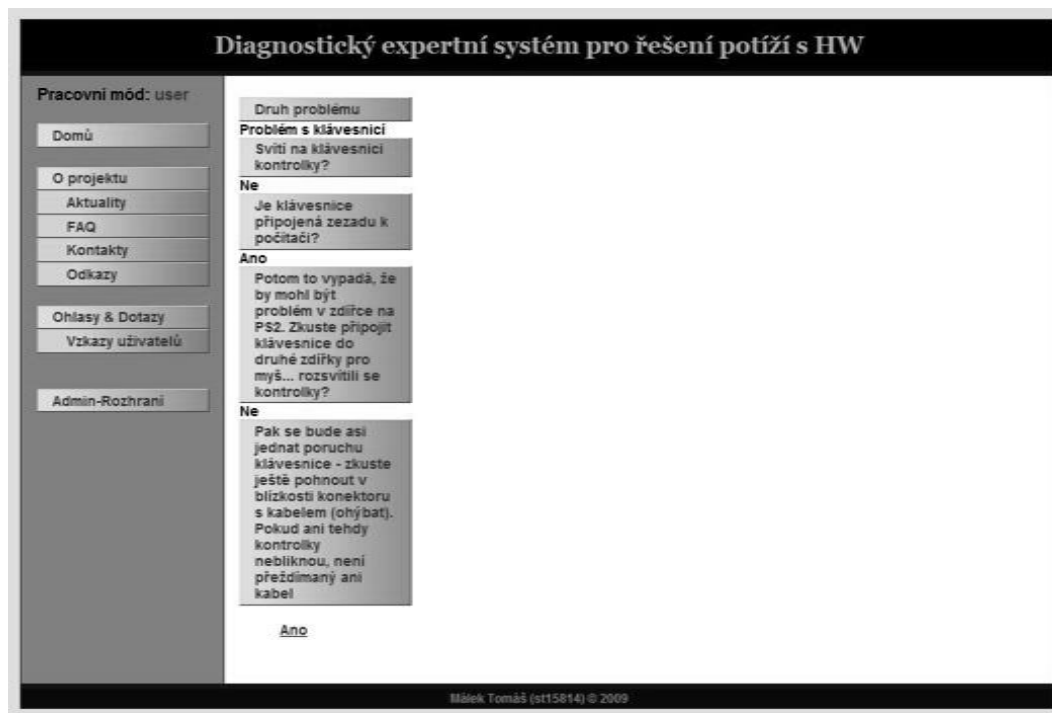 Diagnostický expertní systém pro řešení potíží s HW
Pracovní mód: user
Domů
O projektu
Aktuality
FAQ
Kontakty
Odkazy
Ohlasy & Dotazy
Vzkazy uživatelů
Admin-Rozhraní
Druh problému
Problém s klávesnicí
Svítí na klávesnici
kontrolky?
Ne
Je klávesnice
připojená zezadu k
počítači?
Ano
Potom to vypadá, že
by mohl být
problém v zdířce na
PS2. Zkuste připojit
klávesnice do
druhé zdířky pro
myš... rozsvítili se
kontrolky?
Ne
Pak se bude asi
jednat poruchu
klávesnice - zkuste
ještě pohnout v
blízkosti konektoru
s kabelem (ohýbat).
Pokud ani tehdy
kontrolky
nebliknou, není
přeždímaný ani
kabel
Ano
Málek Tomáš (st15814) © 2009